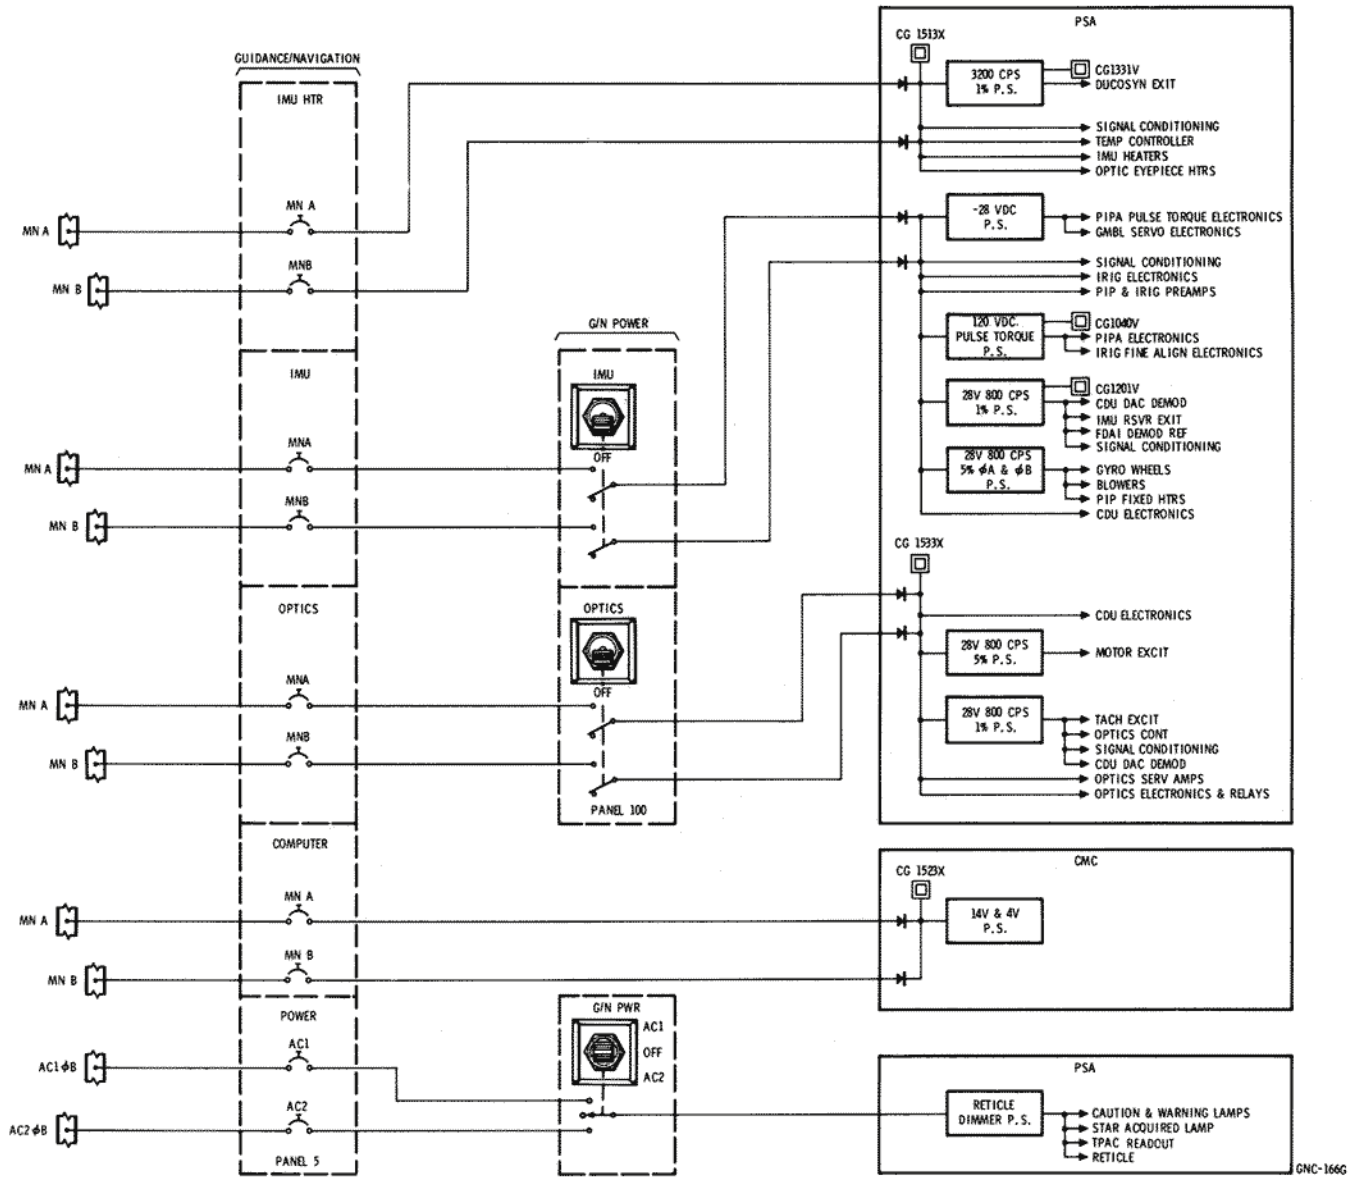 PSA
CG 1513X
GUIDANCE/NAVIGATION
IMU HTR
3200 CPS
1% P.S.
CG1331V
DUCOSYN EXIT
SIGNAL CONDITIONING
TEMP CONTROLLER
IMU HEATERS
OPTIC EYEPIECE HTRS
MN A
MN A
MNB
MN B
-28 VDC
P.S.
PIPA PULSE TORQUE ELECTRONICS
GMBL SERVO ELECTRONICS
SIGNAL CONDITIONING
IRIG ELECTRONICS
PIP & IRIG PREAMPS
G/N POWER
120 VDC.
PULSE TORQUE
P.S.
CG1040V
PIPA ELECTRONICS
IRIG FINE ALIGN ELECTRONICS
IMU
IMU
OFF
28V 800 CPS
1% P.S.
CG1201V
CDU DAC DEMOD
IMU RSVR EXIT
FDAI DEMOD REF
SIGNAL CONDITIONING
MN A
MNA
MN B
MNB
28V 800 CPS
5% ϕA & ϕB
P.S.
GYRO WHEELS
BLOWERS
PIP FIXED HTRS
CDU ELECTRONICS
CG 1533X
OPTICS
OPTICS
OFF
CDU ELECTRONICS
28V 800 CPS
5% P.S.
MOTOR EXCIT
MN A
MNA
MN B
MNB
28V 800 CPS
1% P.S.
TACH EXCIT
OPTICS CONT
SIGNAL CONDITIONING
CDU DAC DEMOD
OPTICS SERV AMPS
OPTICS ELECTRONICS & RELAYS
PANEL 100
COMPUTER
CMC
CG 1523X
MN A
MN A
MN B
MN B
14V & 4V
P.S.
POWER
G/N PWR
AC1
OFF
AC2
AC1ϕB
AC1
AC2ϕB
AC2
PANEL 5
PSA
RETICLE
DIMMER P.S.
CAUTION & WARNING LAMPS
STAR ACQUIRED LAMP
TPAC READOUT
RETICLE
GNC-166G